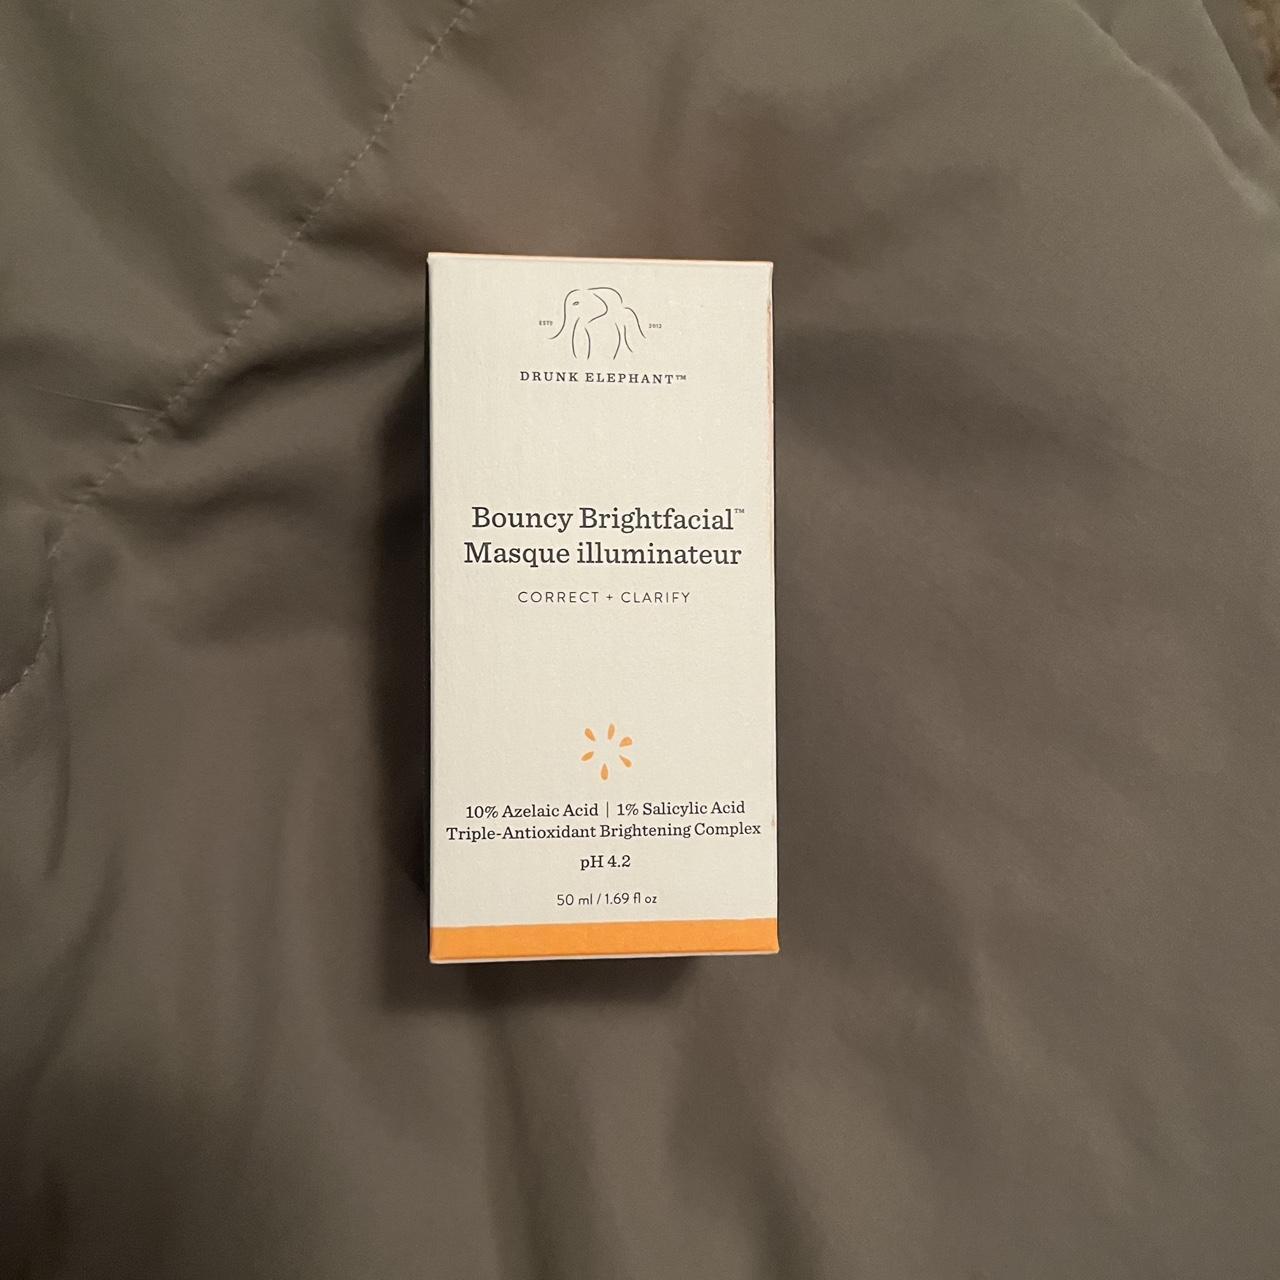 ESTD 2012
DRUNK ELEPHANT™
Bouncy Brightfacial™
Masque illuminateur
CORRECT + CLARIFY
10% Azelaic Acid | 1% Salicylic Acid
Triple-Antioxidant Brightening Complex
pH 4.2
50 ml / 1.69 fl oz